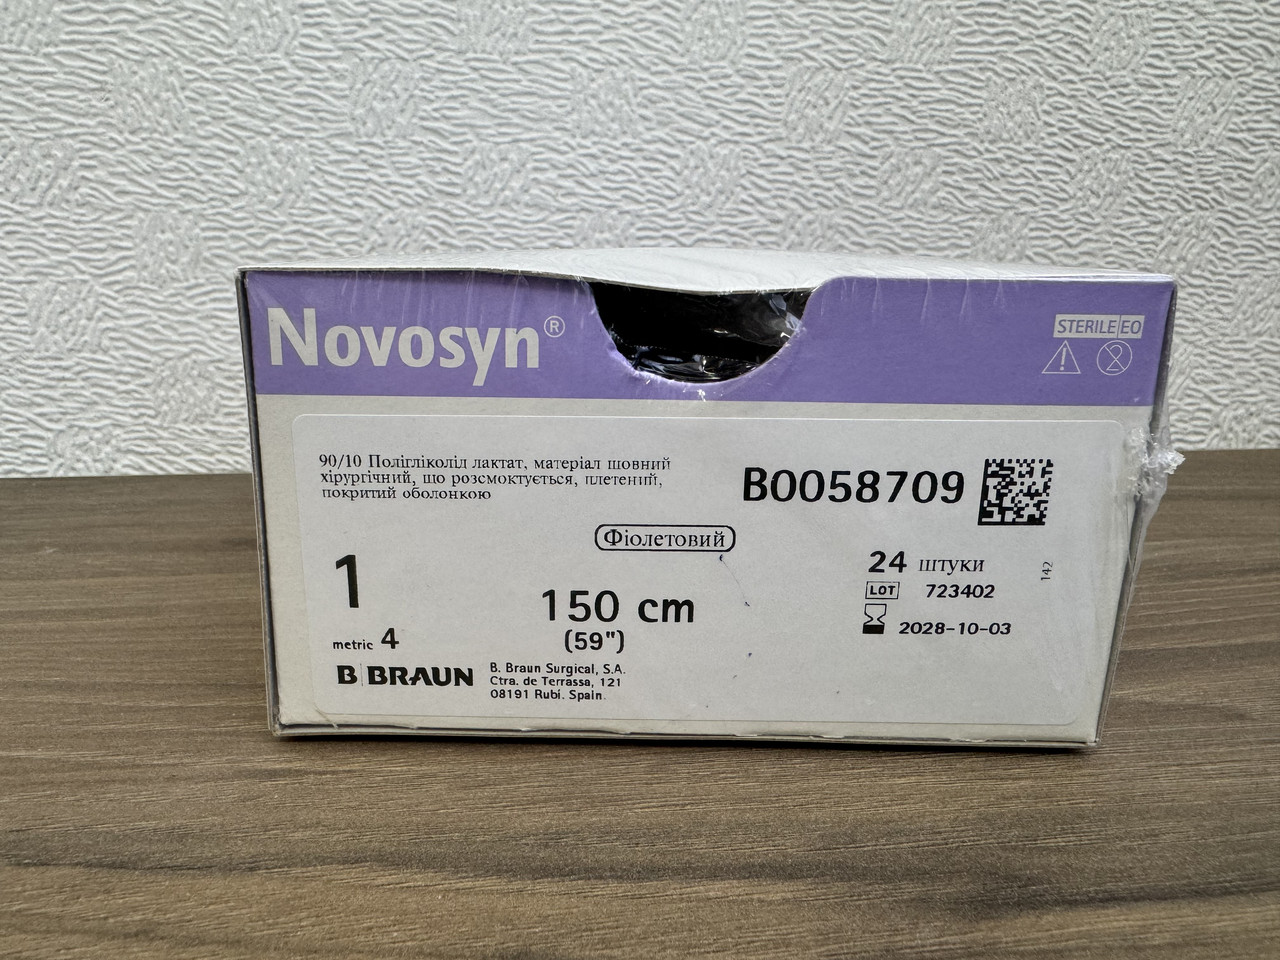 Novosyn®
STERILE EO
90/10 Полігліколід лактат, матеріал шовний
хірургічний, що розсмоктується, плетений,
покритий оболонкою
B0058709
Фіолетовий
24 штуки
142
LOT 723402
2028-10-03
1
metric 4
150 cm
(59")
B BRAUN
B. Braun Surgical, S.A.
Ctra. de Terrassa, 121
08191 Rubí. Spain.